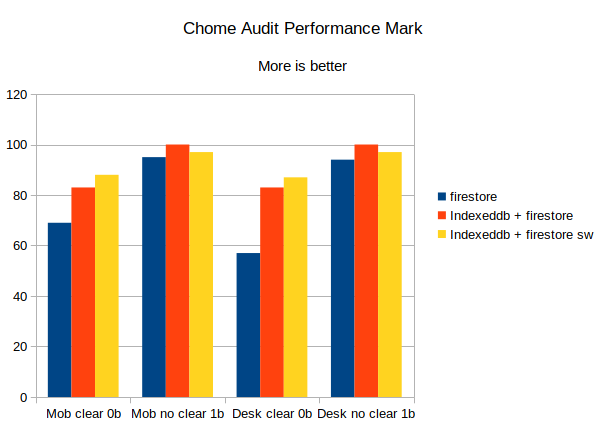 Chome Audit Performance Mark
More is better
120
100
80
60
40
20
0
Mob clear 0b
Mob no clear 1b
Desk clear 0b
Desk no clear 1b
firestore
Indexeddb + firestore
Indexeddb + firestore sw